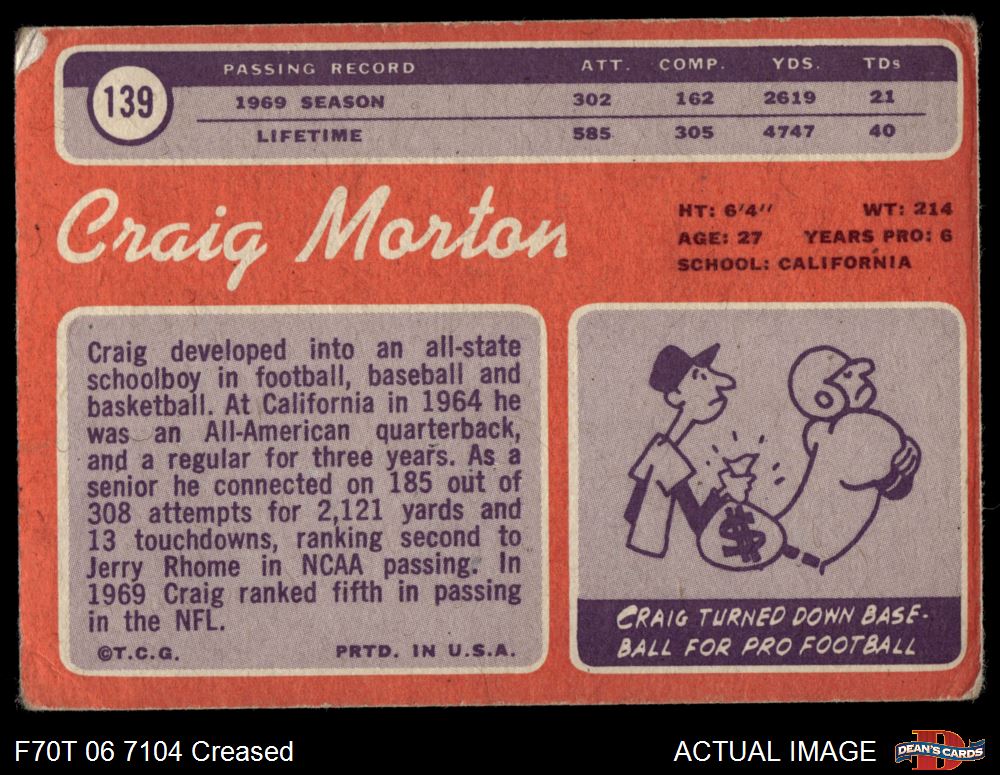 139
PASSING RECORD ATT. COMP. YDS. TDs
1969 SEASON 302 162 2619 21
LIFETIME 585 305 4747 40
Craig Morton
HT: 6'4" WT: 214
AGE: 27 YEARS PRO: 6
SCHOOL: CALIFORNIA
Craig developed into an all-state
schoolboy in football, baseball and
basketball. At California in 1964 he
was an All-American quarterback,
and a regular for three years. As a
senior he connected on 185 out of
308 attempts for 2,121 yards and
13 touchdowns, ranking second to
Jerry Rhome in NCAA passing. In
1969 Craig ranked fifth in passing
in the NFL.
©T.C.G. PRTD. IN U.S.A.
$
CRAIG TURNED DOWN BASE-
BALL FOR PRO FOOTBALL
F70T 06 7104 Creased
ACTUAL IMAGE
D
DEAN'S CARDS